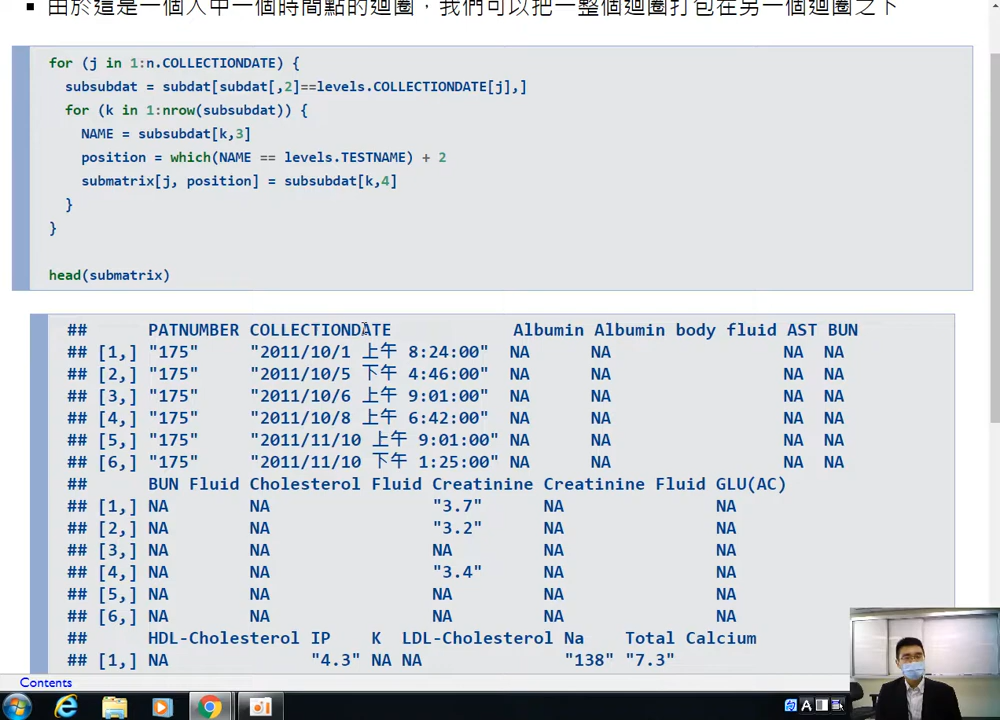 由於這是一個人中一個時間點的迴圈，我們可以把一整個迴圈打包在另一個迴圈之下
for (j in 1:n.COLLECTIONDATE) {
subsubdat = subdat[subdat[,2]==levels.COLLECTIONDATE[j],]
for (k in 1:nrow(subsubdat)) {
NAME = subsubdat[k,3]
position = which(NAME == levels.TESTNAME) + 2
submatrix[j, position] = subsubdat[k,4]
}
}
head(submatrix)
## PATNUMBER COLLECTIONDATE Albumin Albumin body fluid AST BUN
## [1,] "175" "2011/10/1 上午 8:24:00" NA NA NA NA
## [2,] "175" "2011/10/5 下午 4:46:00" NA NA NA NA
## [3,] "175" "2011/10/6 上午 9:01:00" NA NA NA NA
## [4,] "175" "2011/10/8 上午 6:42:00" NA NA NA NA
## [5,] "175" "2011/11/10 上午 9:01:00" NA NA NA NA
## [6,] "175" "2011/11/10 下午 1:25:00" NA NA NA NA
## BUN Fluid Cholesterol Fluid Creatinine Creatinine Fluid GLU(AC)
## [1,] NA NA "3.7" NA NA
## [2,] NA NA "3.2" NA NA
## [3,] NA NA NA NA NA
## [4,] NA NA "3.4" NA NA
## [5,] NA NA NA NA NA
## [6,] NA NA NA NA NA
## HDL-Cholesterol IP K LDL-Cholesterol Na Total Calcium
## [1,] NA "4.3" NA NA "138" "7.3"
Contents
A